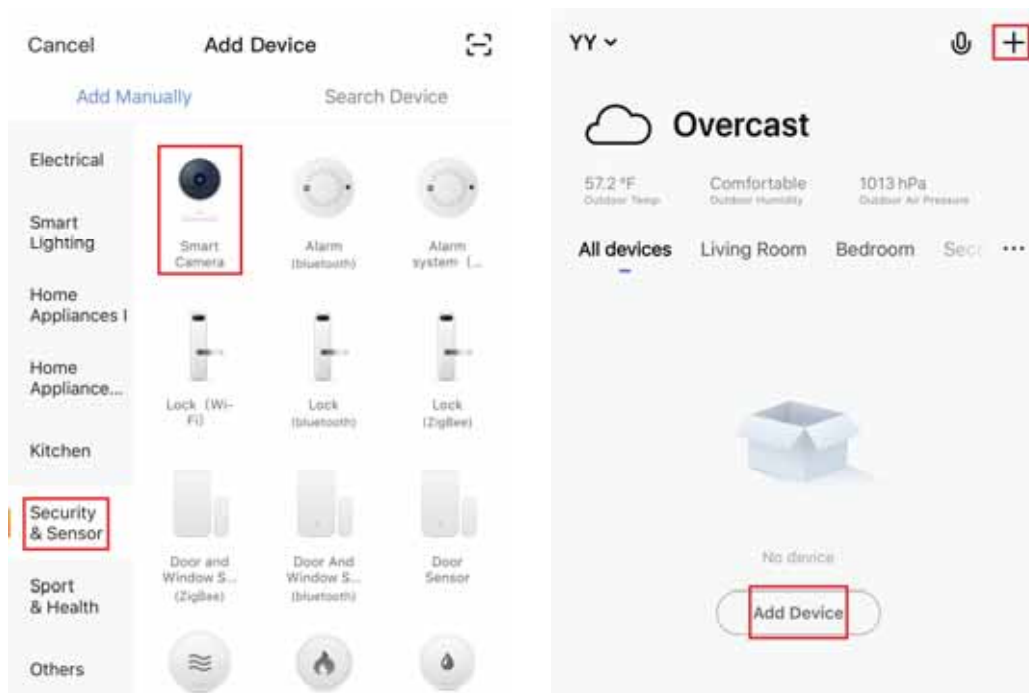 Cancel
Add Device
Add Manually
Search Device
Electrical
Smart
Lighting
Home
Appliances I
Home
Appliance...
Kitchen
Security
& Sensor
Sport
& Health
Others
Smart
Camera
Alarm
(bluetooth)
Alarm
system (...
Lock (Wi-
Fi)
Lock
(bluetooth)
Lock
(ZigBee)
Door and
Window S...
(ZigBee)
Door And
Window S...
(bluetooth)
Door
Sensor
YY
Overcast
57.2 °F
Outdoor Temp
Comfortable
Outdoor Humidity
1013 hPa
Outdoor Air Pressure
All devices
Living Room
Bedroom
Sec
...
No device
Add Device